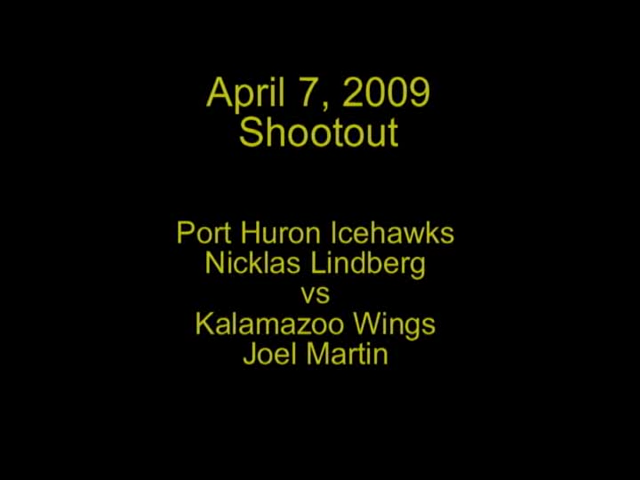 April 7, 2009
Shootout
Port Huron Icehawks
Nicklas Lindberg
vs
Kalamazoo Wings
Joel Martin